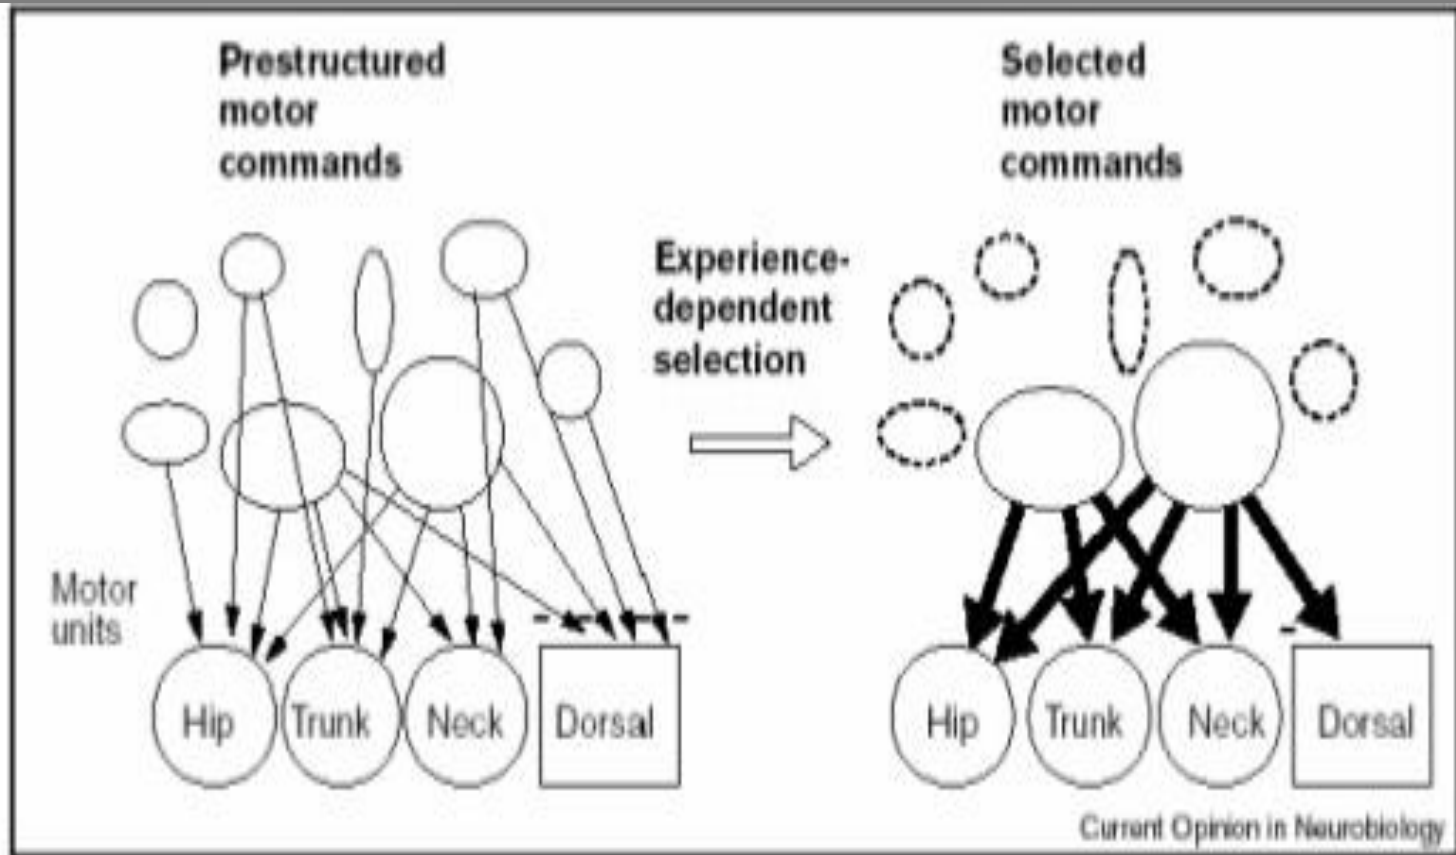 Prestructured
motor
commands
Selected
motor
commands
Experience-
dependent
selection
Motor
units
Hip Trunk Neck Dorsal
Hip Trunk Neck Dorsal
Current Opinion in Neurobiology